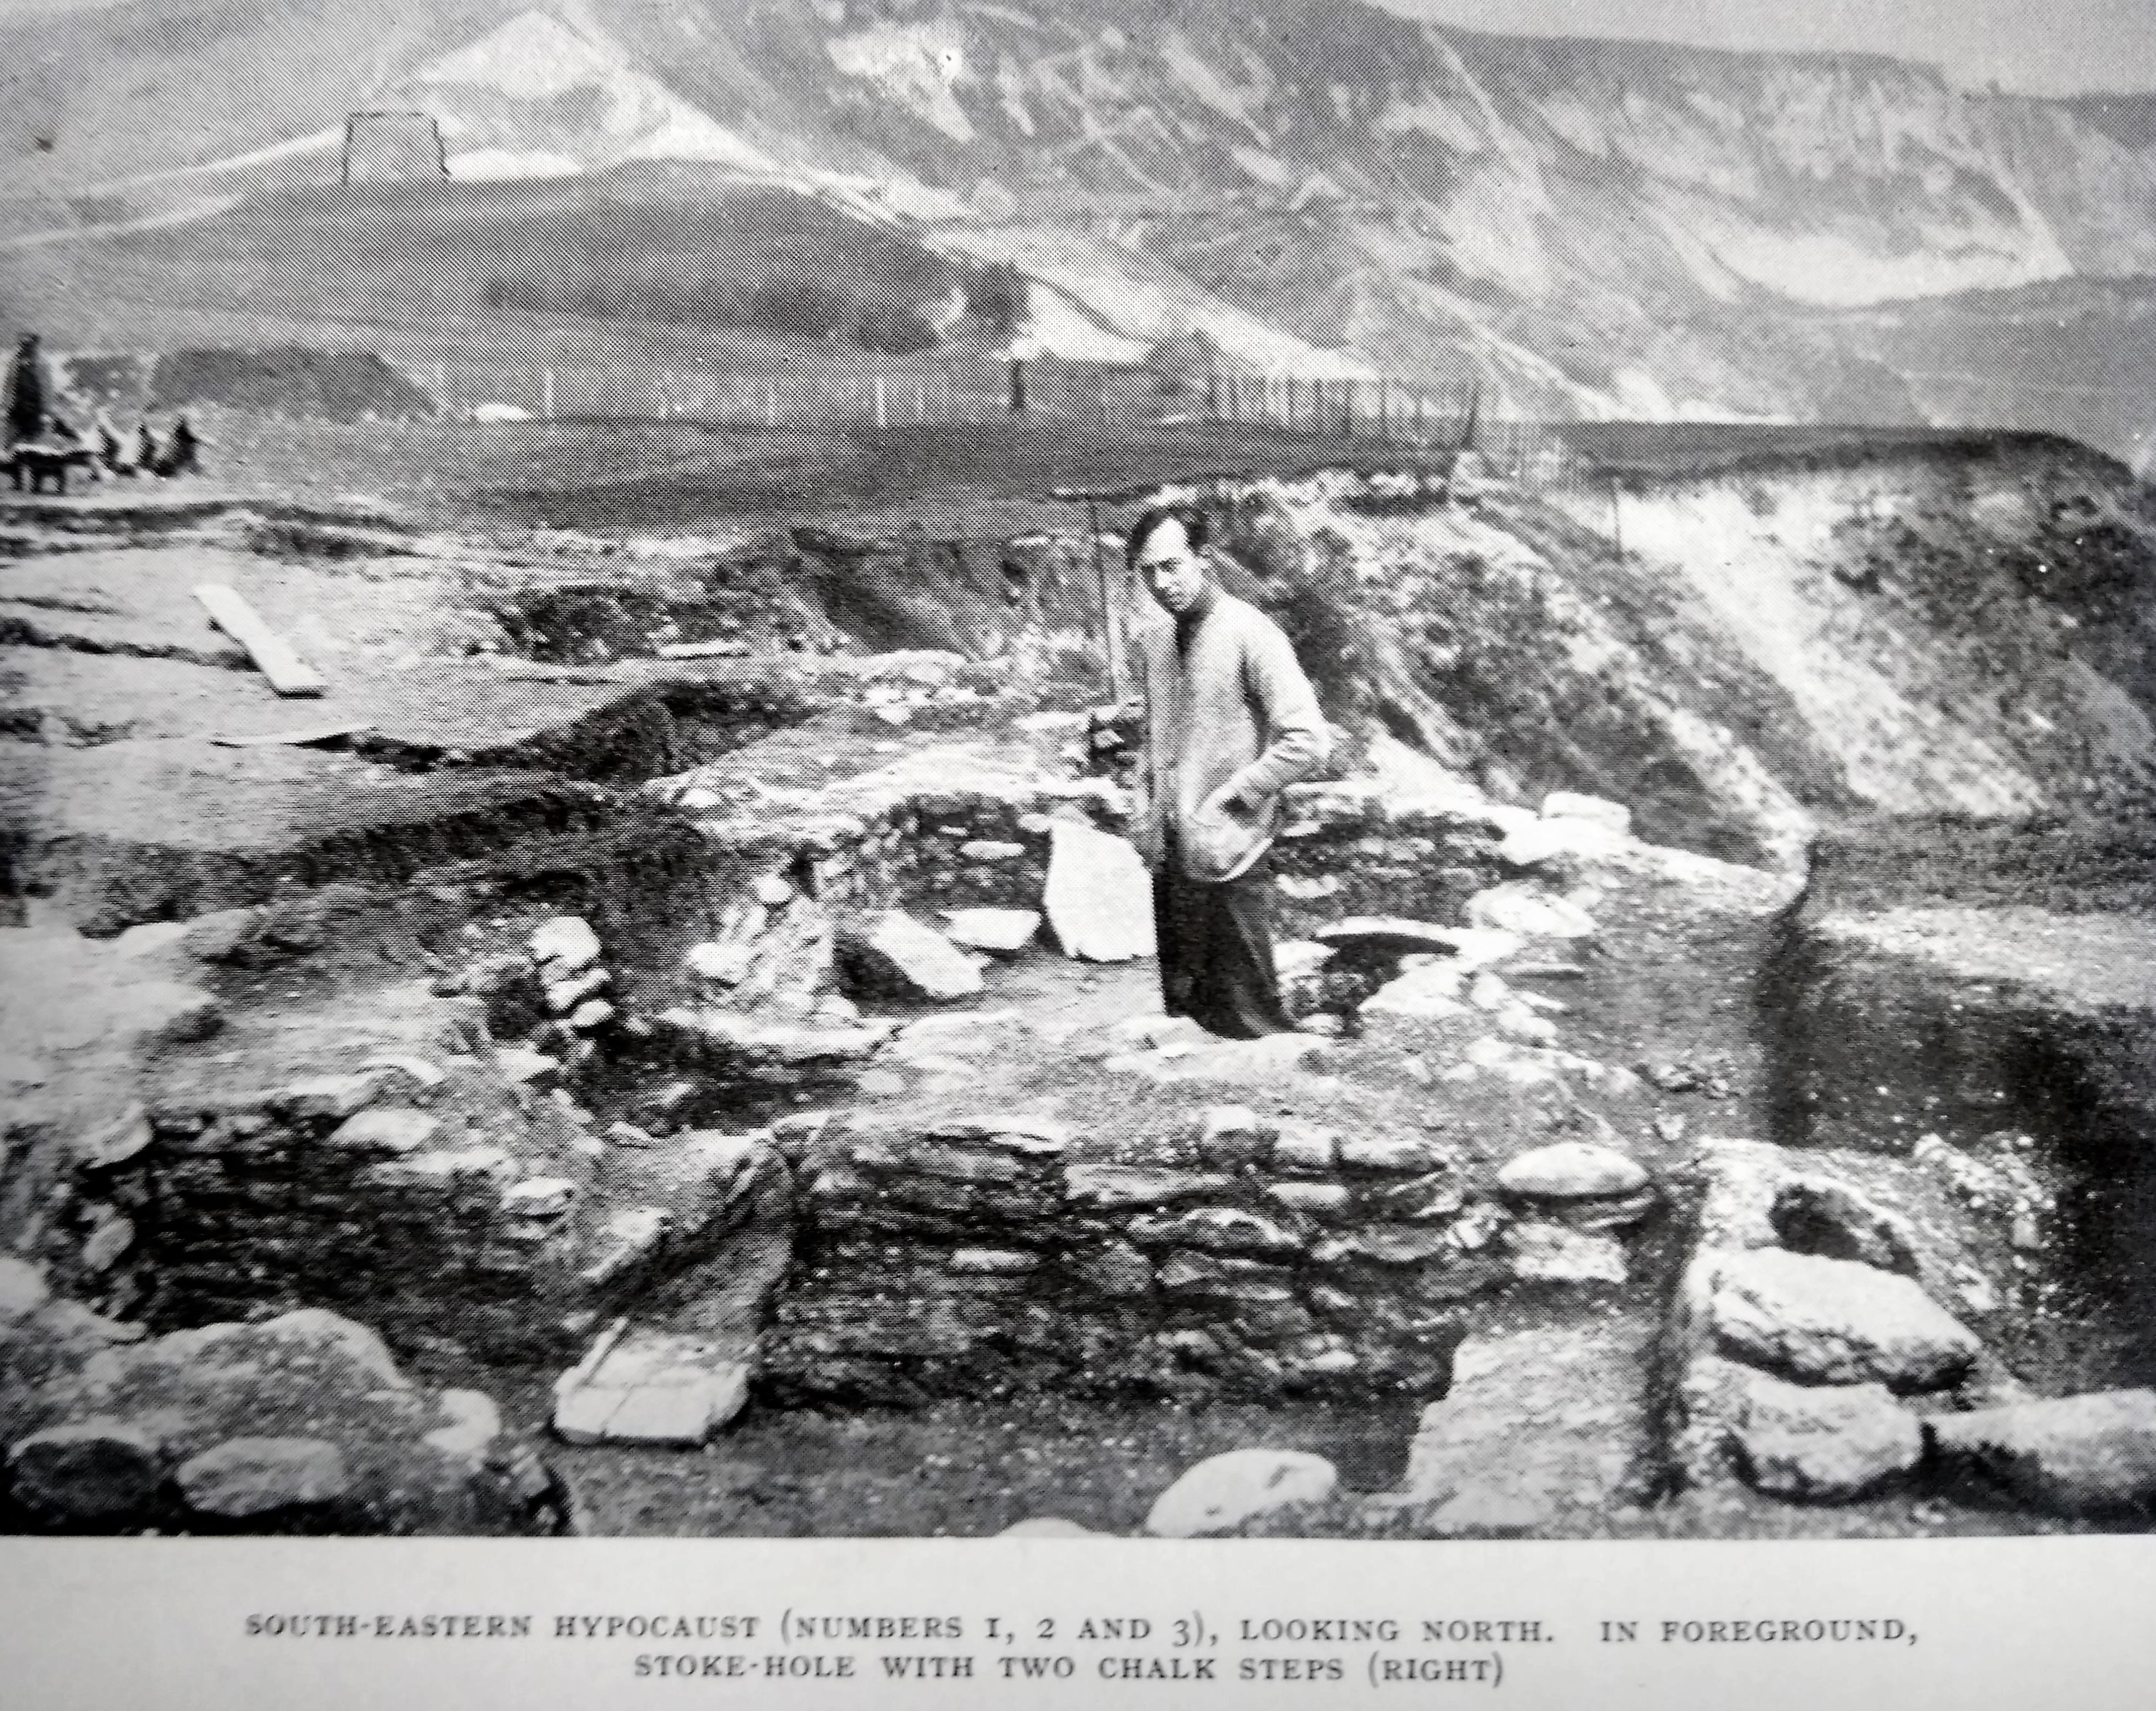 SOUTH-EASTERN HYPOCAUST (NUMBERS 1, 2 AND 3), LOOKING NORTH. IN FOREGROUND,
STOKE-HOLE WITH TWO CHALK STEPS (RIGHT)